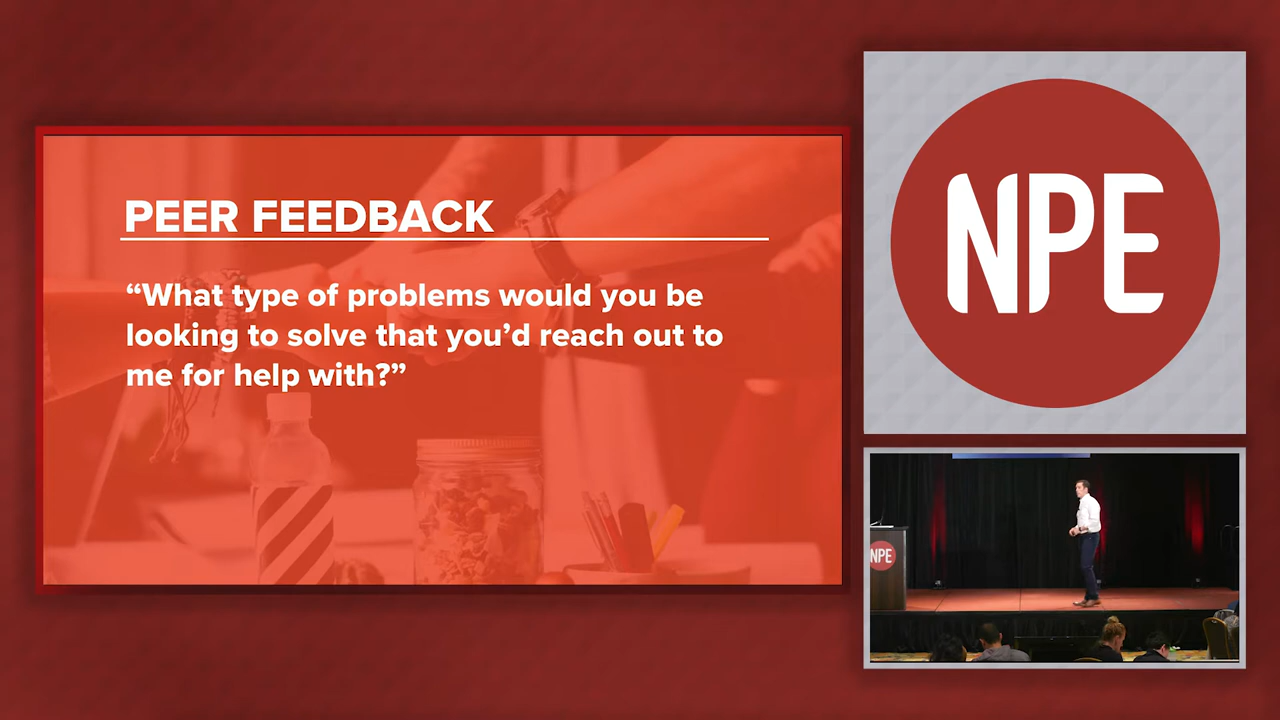 PEER FEEDBACK
“What type of problems would you be
looking to solve that you’d reach out to
me for help with?”
NPE
NPE